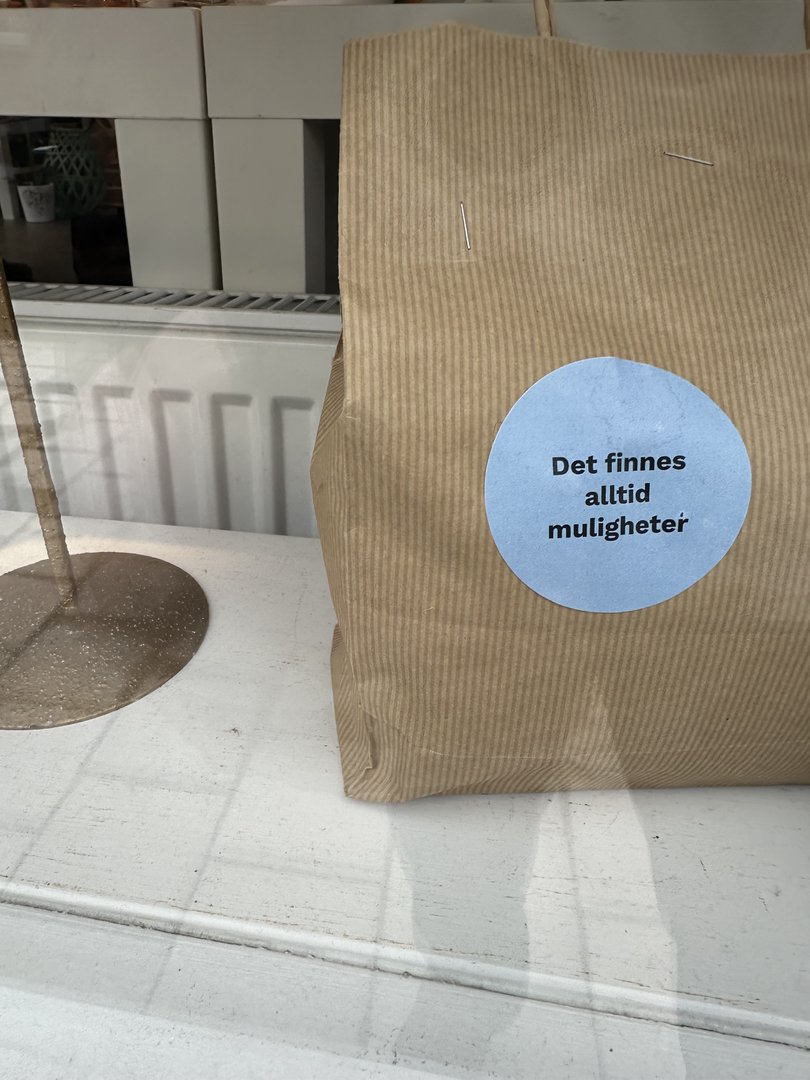 Det finnes
alltid
muligheter